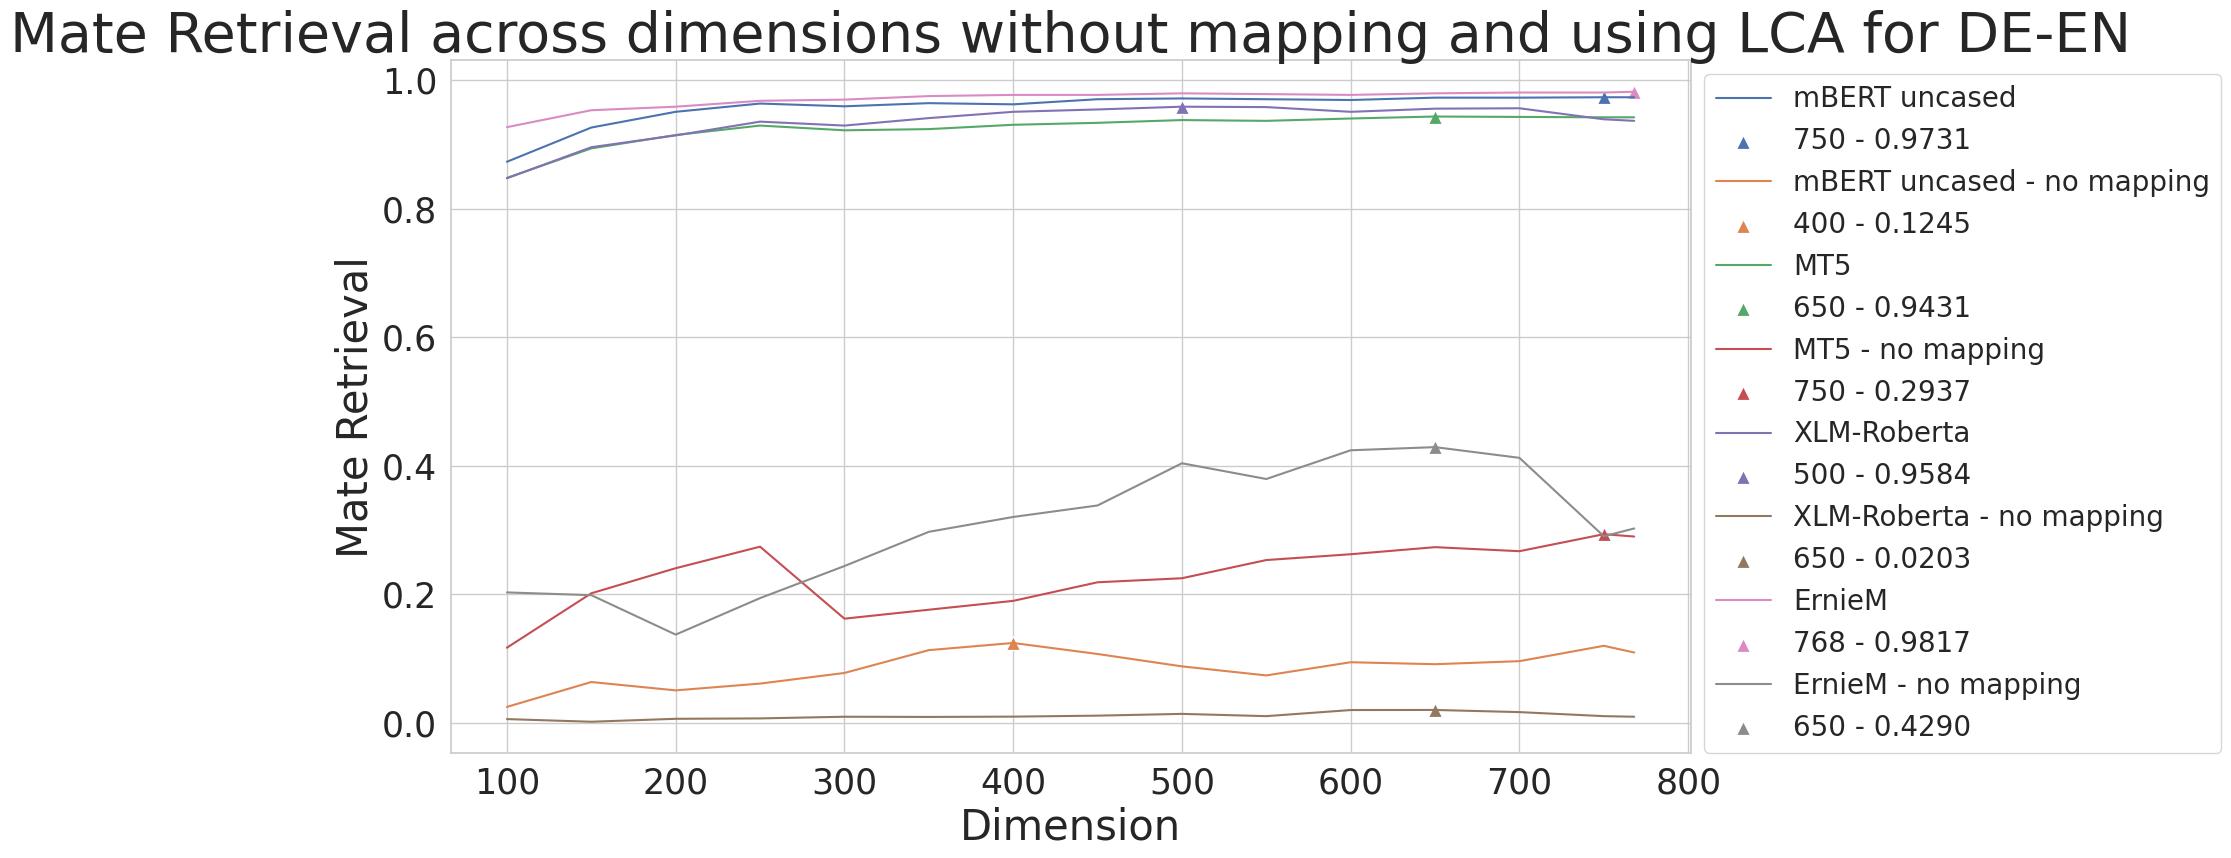 Mate Retrieval across dimensions without mapping and using LCA for DE-EN
Mate Retrieval
1.0
0.8
0.6
0.4
0.2
0.0
100 200 300 400 500 600 700 800
Dimension
mBERT uncased
750 - 0.9731
mBERT uncased - no mapping
400 - 0.1245
MT5
650 - 0.9431
MT5 - no mapping
750 - 0.2937
XLM-Roberta
500 - 0.9584
XLM-Roberta - no mapping
650 - 0.0203
ErnieM
768 - 0.9817
ErnieM - no mapping
650 - 0.4290